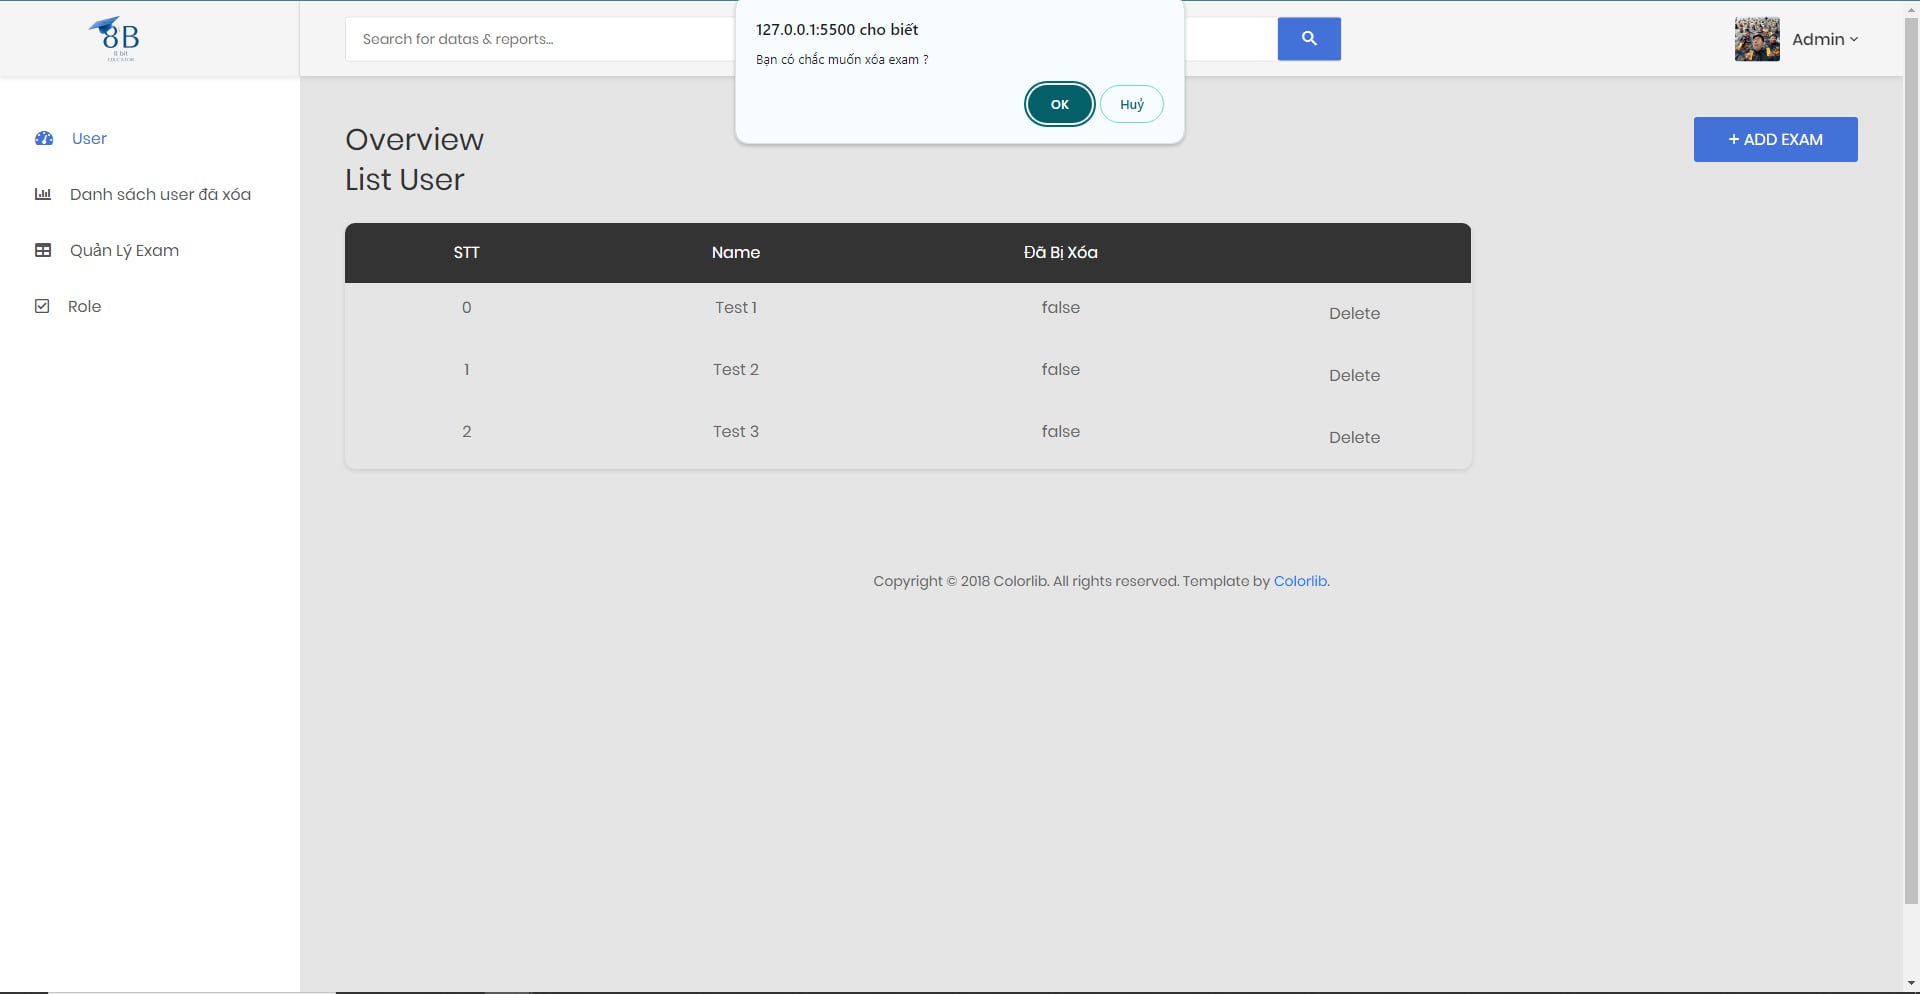 8B
8 bit
EDUCATOR
Search for datas & reports...
127.0.0.1:5500 cho biết
Bạn có chắc muốn xóa exam ?
OK
Huỷ
Admin
User
Danh sách user đã xóa
Quản Lý Exam
Role
Overview
List User
+ ADD EXAM
STT Name Đã Bị Xóa
0 Test 1 false Delete
1 Test 2 false Delete
2 Test 3 false Delete
Copyright © 2018 Colorlib. All rights reserved. Template by Colorlib.